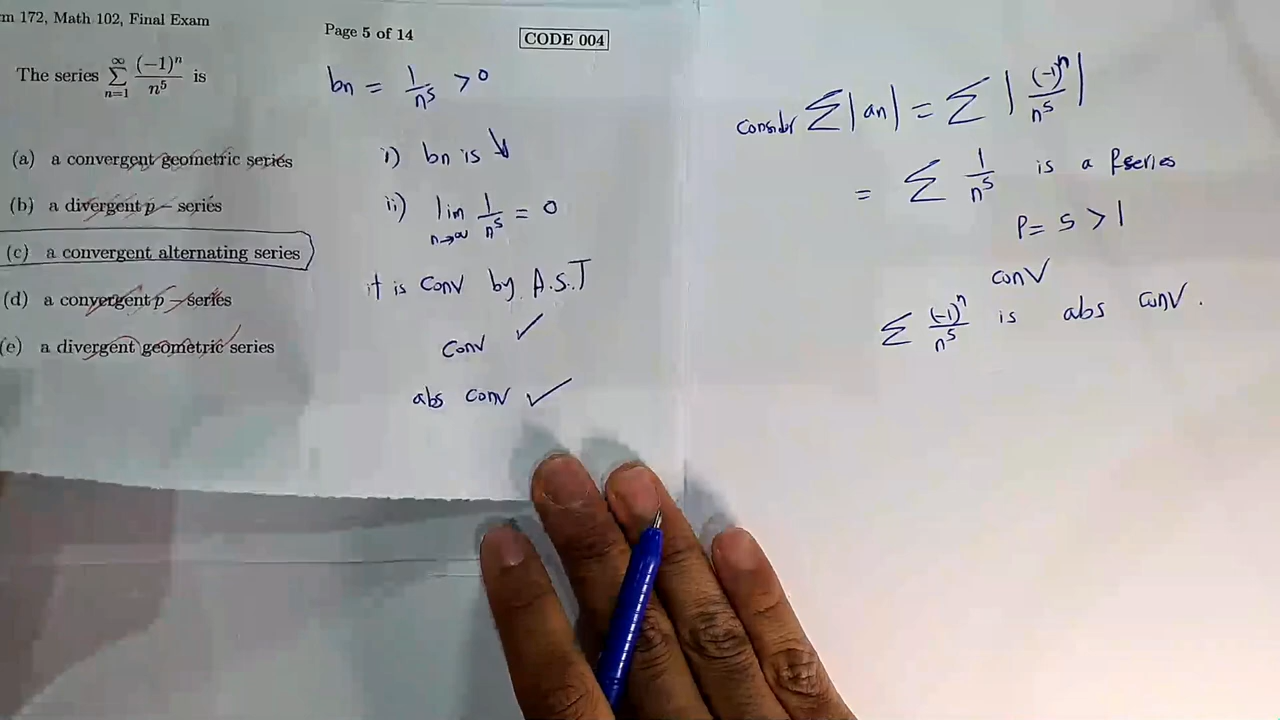 m 172, Math 102, Final Exam
Page 5 of 14
CODE 004
The series ∑_{n=1}^{∞} (-1)^n / n^5 is
(a) a convergent geometric series
(b) a divergent p − series
(c) a convergent alternating series
(d) a convergent p − series
(e) a divergent geometric series
bn = 1/n^5 > 0
i) bn is ↓
ii) lim_{n→∞} 1/n^5 = 0
it is conv by A.S.T
conv ✓
abs conv ✓
consider ∑ |an| = ∑ | (-1)^n / n^5 |
= ∑ 1/n^5 is a Pseries
P = 5 > 1
conv
∑ (-1)^n / n^5 is abs conv.